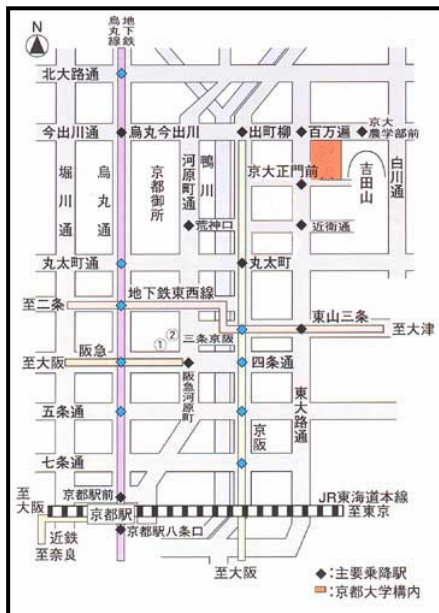 N
地下鉄
烏丸線
北大路通
今出川通
烏丸今出川
出町柳
百万遍
京大
農学部前
堀川通
烏丸通
京都御所
河原町通
鴨川
京大正門前
吉田山
白川通
荒神口
近衛通
丸太町通
丸太町
至二条
地下鉄東西線
東山三条
至大津
① ②
三条京阪
阪急
至大阪
阪急河原町
四条通
五条通
京阪
東大路通
七条通
京都駅前
至大阪
京都駅
JR東海道本線
至東京
近鉄
至奈良
京都駅八条口
至大阪
◆:主要乗降駅
:京都大学構内